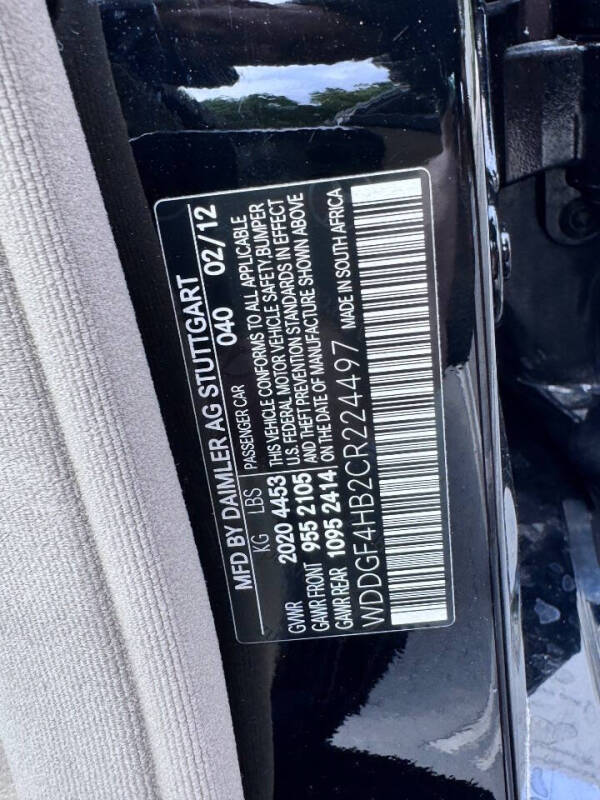 MFD BY DAIMLER AG STUTTGART
040 02/12
KG LBS
GVWR 2020 4453
GAWR FRONT 955 2105
GAWR REAR 1095 2414
PASSENGER CAR
THIS VEHICLE CONFORMS TO ALL APPLICABLE
U.S. FEDERAL MOTOR VEHICLE SAFETY,BUMPER
AND THEFT PREVENTION STANDARDS IN EFFECT
ON THE DATE OF MANUFACTURE SHOWN ABOVE
WDDGF4HB2CR224497 MADE IN SOUTH AFRICA